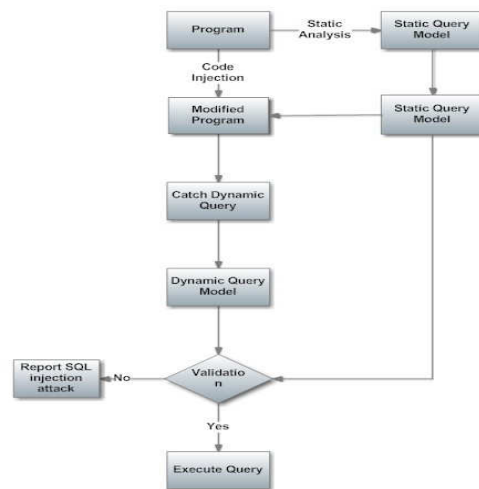 Program
Static
Analysis
Static Query
Model
Code
Injection
Modified
Program
Static Query
Model
Catch Dynamic
Query
Dynamic Query
Model
Report SQL
injection
attack
No
Validatio
n
Yes
Execute Query